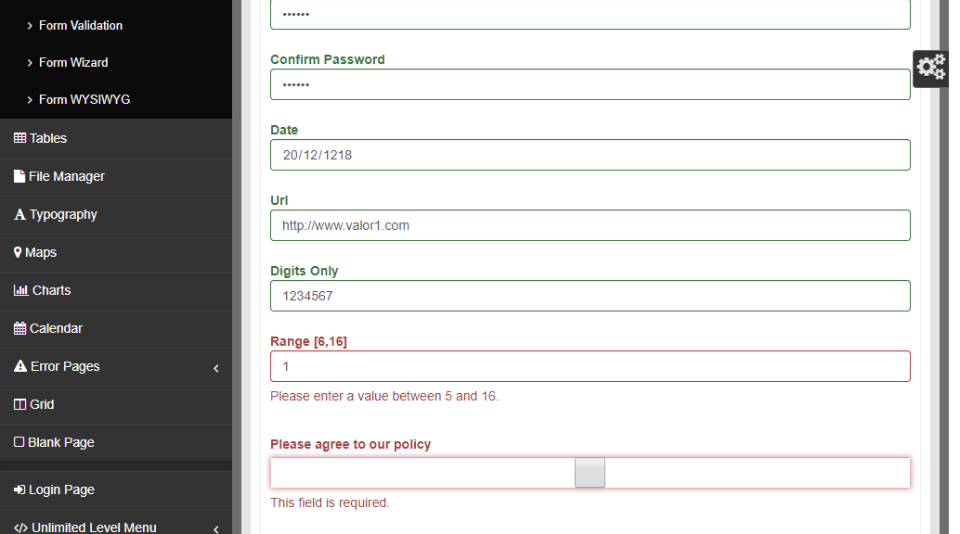 Form Validation
Form Wizard
Form WYSIWYG
Tables
File Manager
Typography
Maps
Charts
Calendar
Error Pages
Grid
Blank Page
Login Page
Unlimited Level Menu
••••••
Confirm Password
••••••
Date
20/12/1218
Url
http://www.valor1.com
Digits Only
1234567
Range [6,16]
1
Please enter a value between 5 and 16.
Please agree to our policy
This field is required.